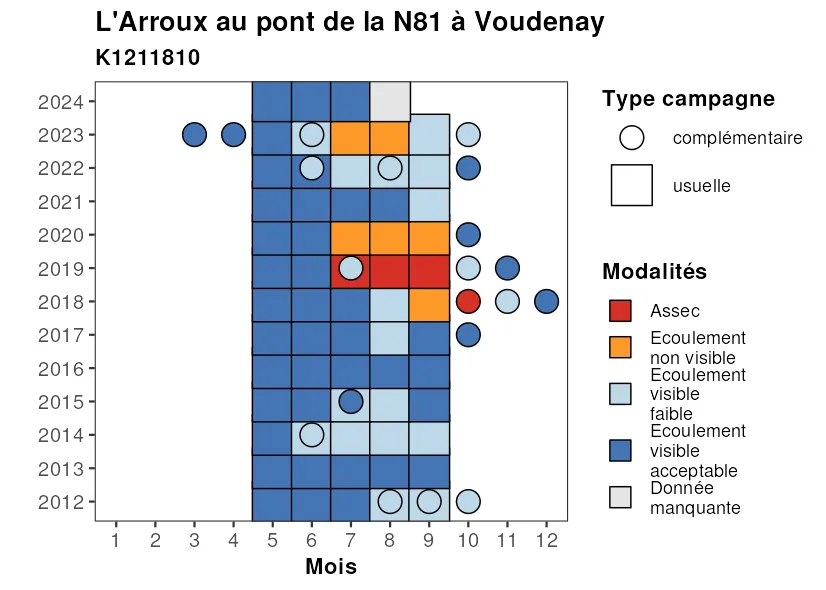 L'Arroux au pont de la N81 à Voudenay
K1211810
2024
2023
2022
2021
2020
2019
2018
2017
2016
2015
2014
2013
2012
1 2 3 4 5 6 7 8 9 10 11 12
Mois
Type campagne
complémentaire
usuelle
Modalités
Assec
Ecoulement
non visible
Ecoulement
visible
faible
Ecoulement
visible
acceptable
Donnée
manquante